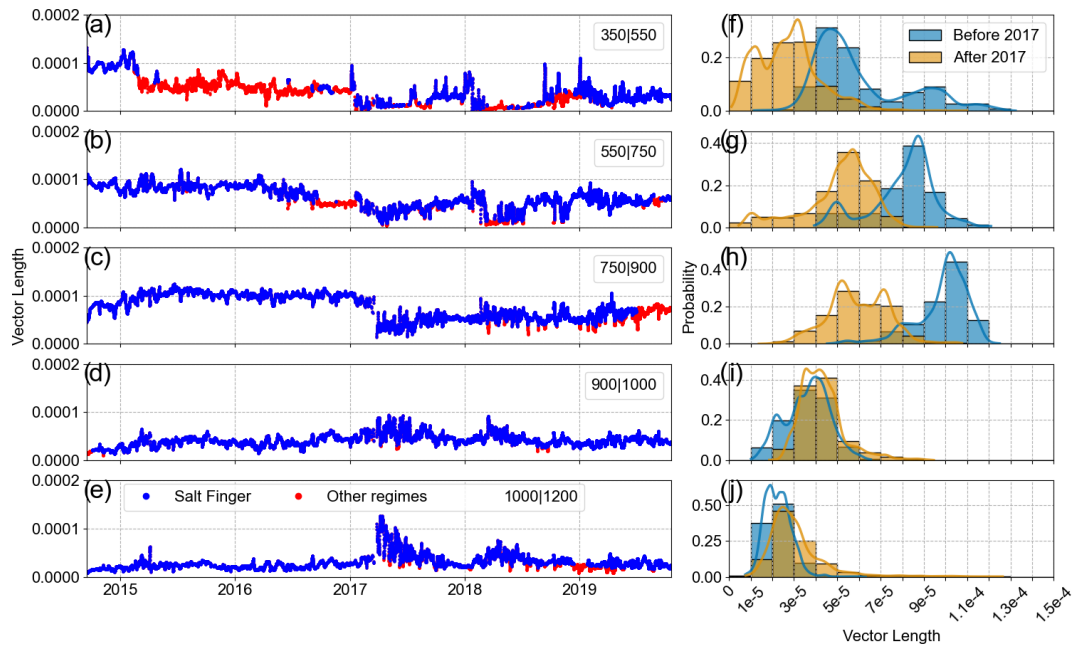 (a)
350|550
0.0002
0.0001
0.0000
(b)
550|750
0.0002
0.0001
0.0000
(c)
750|900
0.0002
0.0001
0.0000
(d)
900|1000
0.0002
0.0001
0.0000
(e)
Salt Finger
Other regimes
1000|1200
0.0002
0.0001
0.0000
2015
2016
2017
2018
2019
Vector Length
(f)
Before 2017
After 2017
0.2
0.0
(g)
0.4
0.2
0.0
(h)
0.4
0.2
0.0
(i)
0.4
0.2
0.0
(j)
0.50
0.25
0.00
Probability
0
1e-5
3e-5
5e-5
7e-5
9e-5
1.1e-4
1.3e-4
1.5e-4
Vector Length